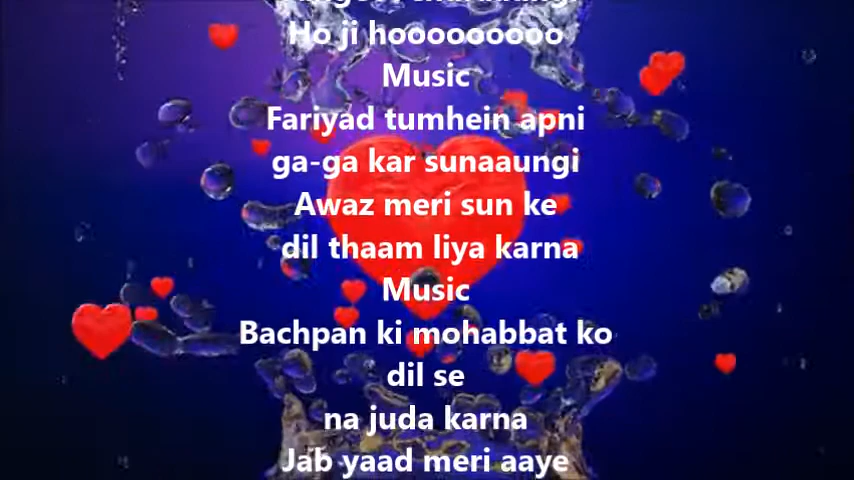 Ho ji hooooooooo
Music
Fariyad tumhein apni
ga-ga kar sunaaungi
Awaz meri sun ke
dil thaam liya karna
Music
Bachpan ki mohabbat ko
dil se
na juda karna
Jab yaad meri aaye